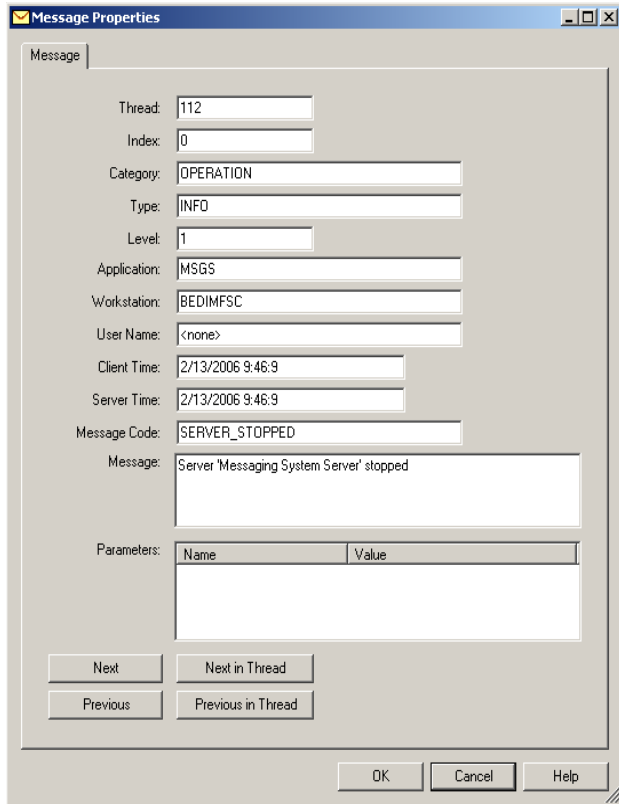 Message Properties
Message
Thread: 112
Index: 0
Category: OPERATION
Type: INFO
Level: 1
Application: MSGS
Workstation: BEDIMFSC
User Name: <none>
Client Time: 2/13/2006 9:46:9
Server Time: 2/13/2006 9:46:9
Message Code: SERVER_STOPPED
Message: Server 'Messaging System Server' stopped
Parameters: Name Value
Next Next in Thread
Previous Previous in Thread
OK Cancel Help